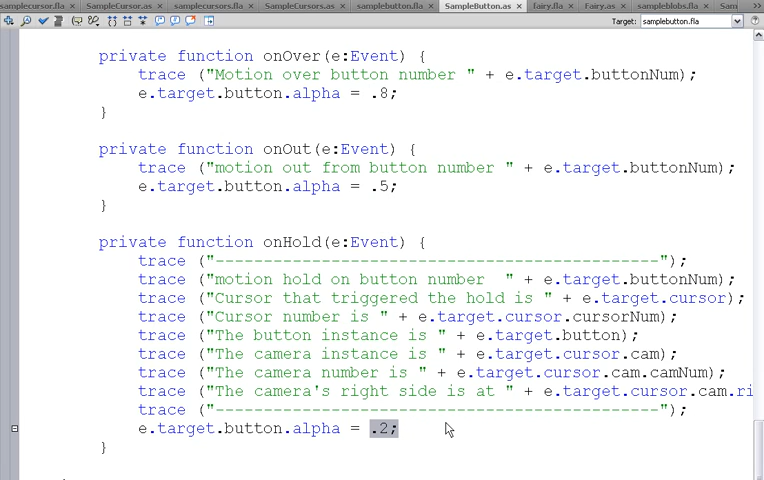 samplecursor.fla SampleCursor.as samplecursors.fla SampleCursors.as samplebutton.fla SampleButton.as fairy.fla Fairy.as sampleblobs.fla Sam
Target: samplebutton.fla
private function onOver(e:Event) {
trace ("Motion over button number " + e.target.buttonNum);
e.target.button.alpha = .8;
}
private function onOut(e:Event) {
trace ("motion out from button number " + e.target.buttonNum);
e.target.button.alpha = .5;
}
private function onHold(e:Event) {
trace ("---------------------------------------------");
trace ("motion hold on button number  " + e.target.buttonNum);
trace ("Cursor that triggered the hold is " + e.target.cursor);
trace ("Cursor number is " + e.target.cursor.cursorNum);
trace ("The button instance is " + e.target.button);
trace ("The camera instance is " + e.target.cursor.cam);
trace ("The camera number is " + e.target.cursor.cam.camNum);
trace ("The camera's right side is at " + e.target.cursor.cam.ri
trace ("---------------------------------------------");
e.target.button.alpha = .2;
}